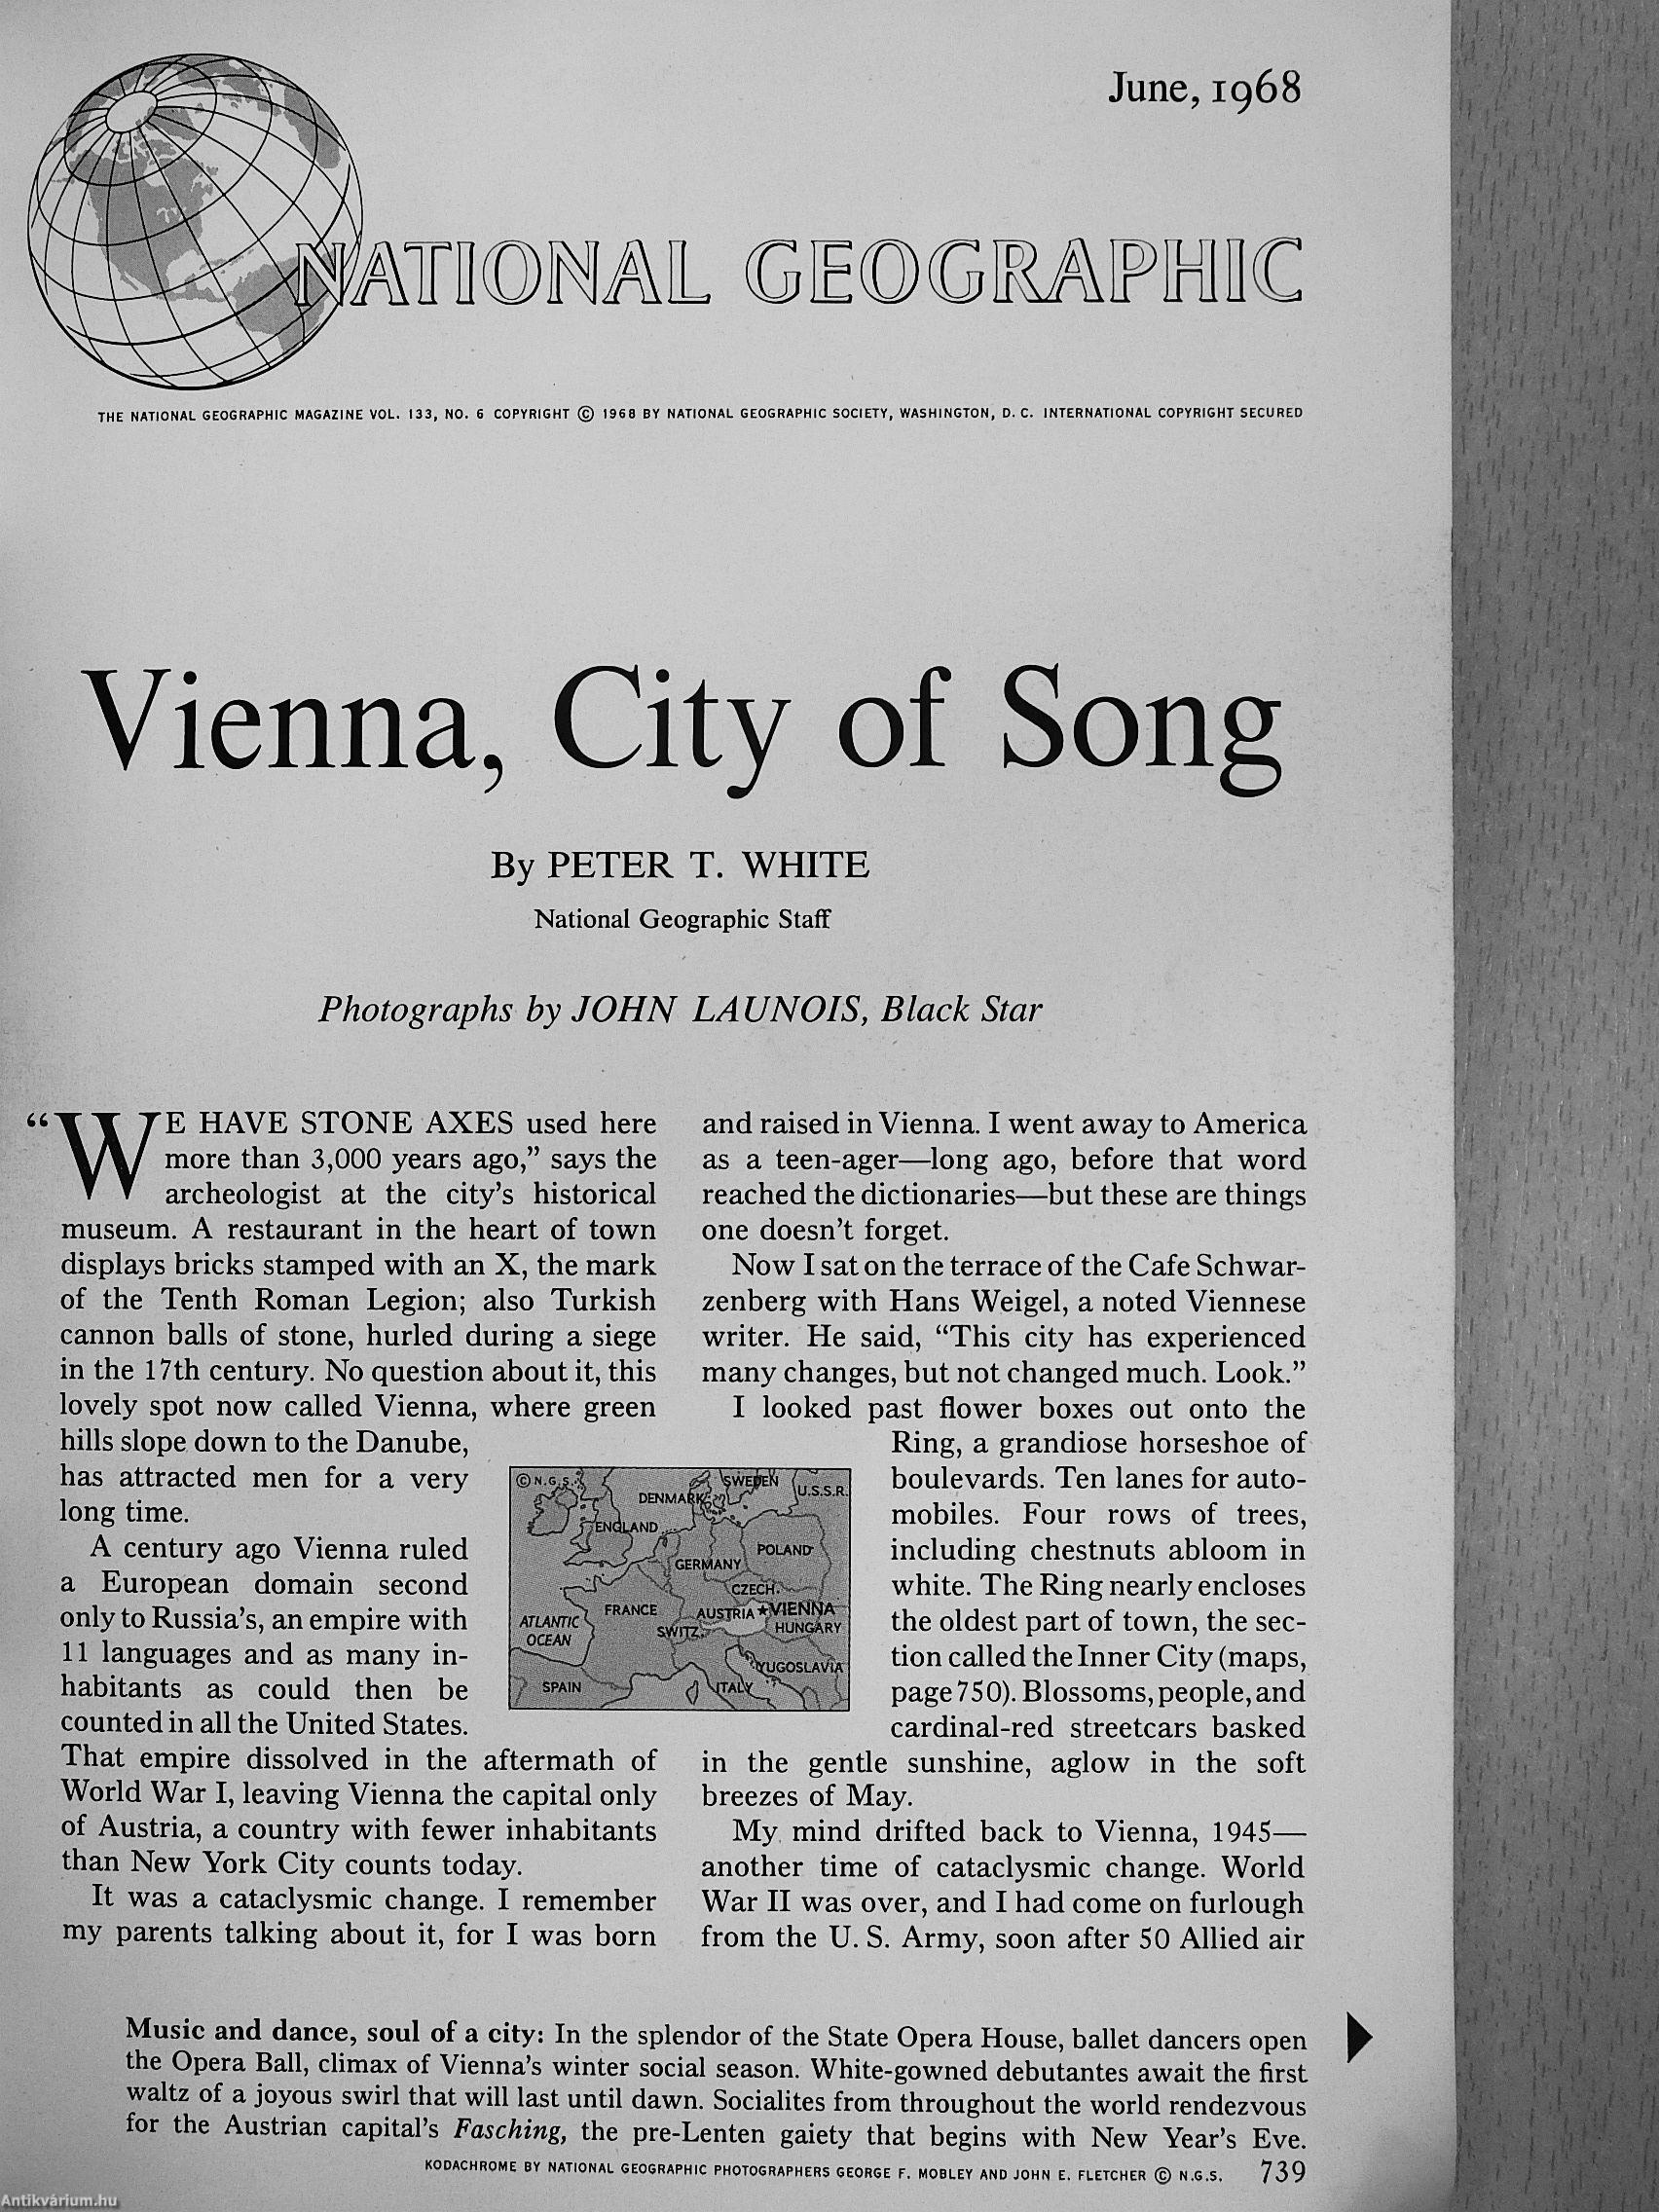 June, 1968
NATIONAL GEOGRAPHIC
THE NATIONAL GEOGRAPHIC MAGAZINE VOL. 133, NO. 6 COPYRIGHT © 1968 BY NATIONAL GEOGRAPHIC SOCIETY, WASHINGTON, D. C. INTERNATIONAL COPYRIGHT SECURED
Vienna, City of Song
By PETER T. WHITE
National Geographic Staff
Photographs by JOHN LAUNOIS, Black Star
“WE HAVE STONE AXES used here
more than 3,000 years ago,” says the
archeologist at the city’s historical
museum. A restaurant in the heart of town
displays bricks stamped with an X, the mark
of the Tenth Roman Legion; also Turkish
cannon balls of stone, hurled during a siege
in the 17th century. No question about it, this
lovely spot now called Vienna, where green
hills slope down to the Danube,
has attracted men for a very
long time.
A century ago Vienna ruled
a European domain second
only to Russia’s, an empire with
11 languages and as many in-
habitants as could then be
counted in all the United States.
That empire dissolved in the aftermath of
World War I, leaving Vienna the capital only
of Austria, a country with fewer inhabitants
than New York City counts today.
It was a cataclysmic change. I remember
my parents talking about it, for I was born
and raised in Vienna. I went away to America
as a teen-ager—long ago, before that word
reached the dictionaries—but these are things
one doesn’t forget.
Now I sat on the terrace of the Cafe Schwar-
zenberg with Hans Weigel, a noted Viennese
writer. He said, “This city has experienced
many changes, but not changed much. Look.”
I looked past flower boxes out onto the
Ring, a grandiose horseshoe of
boulevards. Ten lanes for auto-
mobiles. Four rows of trees,
including chestnuts abloom in
white. The Ring nearly encloses
the oldest part of town, the sec-
tion called the Inner City (maps,
page 750). Blossoms, people, and
cardinal-red streetcars basked
in the gentle sunshine, aglow in the soft
breezes of May.
My mind drifted back to Vienna, 1945—
another time of cataclysmic change. World
War II was over, and I had come on furlough
from the U. S. Army, soon after 50 Allied air
© N.G.S.
SWEDEN
DENMARK
U.S.S.R.
ENGLAND
POLAND
GERMANY
CZECH.
FRANCE
AUSTRIA ★VIENNA
ATLANTIC
OCEAN
SWITZ.
HUNGARY
YUGOSLAVIA
SPAIN
ITALY
Music and dance, soul of a city: In the splendor of the State Opera House, ballet dancers open
the Opera Ball, climax of Vienna’s winter social season. White-gowned debutantes await the first
waltz of a joyous swirl that will last until dawn. Socialites from throughout the world rendezvous
for the Austrian capital’s Fasching, the pre-Lenten gaiety that begins with New Year’s Eve.
KODACHROME BY NATIONAL GEOGRAPHIC PHOTOGRAPHERS GEORGE F. MOBLEY AND JOHN E. FLETCHER © N.G.S. 739
Antikvárium.hu